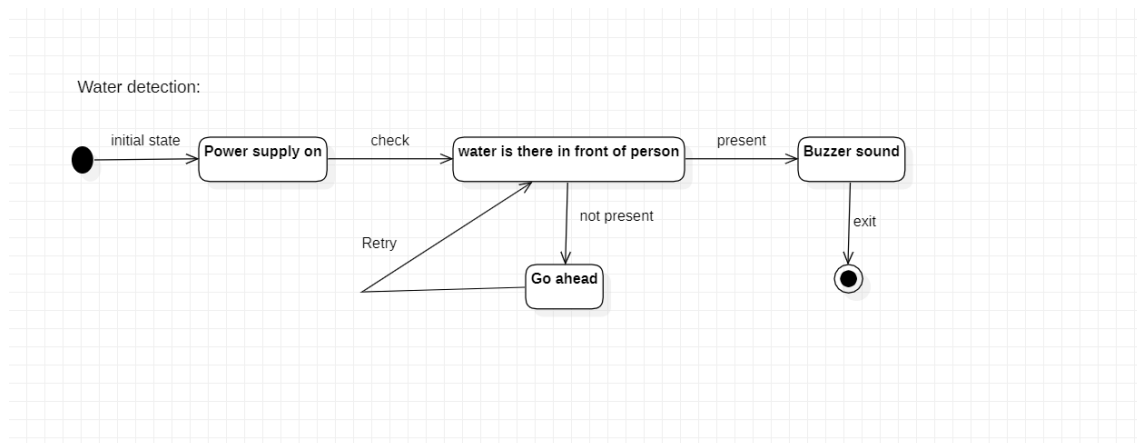 Water detection:
initial state
Power supply on
check
water is there in front of person
present
Buzzer sound
not present
exit
Retry
Go ahead